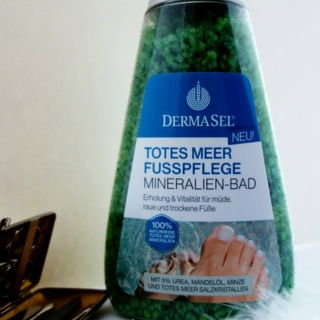 DERMASEL®
NEU!
TOTES MEER
FUSSPFLEGE
MINERALIEN-BAD
Erholung & Vitalität für müde,
raue und trockene Füße
100%
NATURREINE
TOTES MEER
MINERALIEN
MIT 5% UREA, MANDELÖL, MINZE
UND TOTES MEER SALZKRISTALLEN